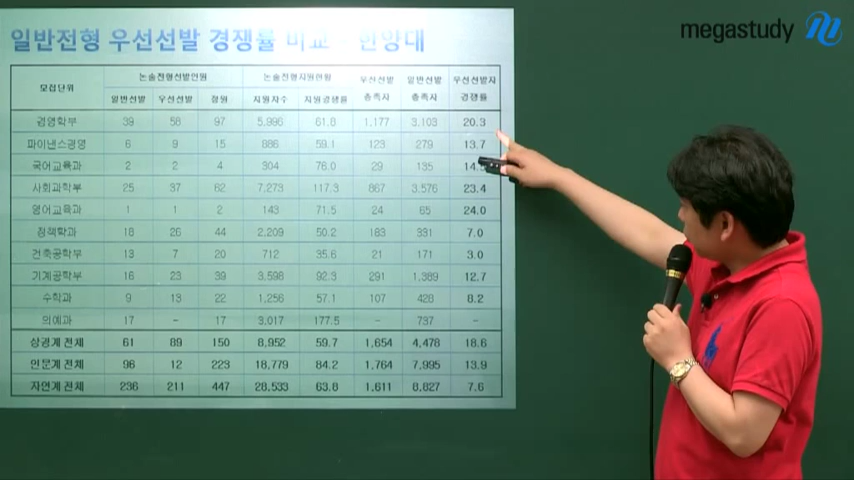 megastudy
일반전형 우선선발 경쟁률 비교 - 한양대
모집단위 논술전형선발인원 논술전형지원현황 우선선발 충족자 일반선발 충족자 우선선발자 경쟁률
일반선발 우선선발 정원 지원자수 지원경쟁률
경영학부 39 58 97 5,996 61.8 1,177 3,103 20.3
파이낸스경영 6 9 15 886 59.1 123 279 13.7
국어교육과 2 2 4 304 76.0 29 135
사회과학부 25 37 62 7,273 117.3 867 3,576 23.4
영어교육과 1 1 2 143 71.5 24 65 24.0
정책학과 18 26 44 2,209 50.2 183 331 7.0
건축공학부 13 7 20 712 35.6 21 171 3.0
기계공학부 16 23 39 3,598 92.3 291 1,389 12.7
수학과 9 13 22 1,256 57.1 107 428 8.2
의예과 17 - 17 3,017 177.5 - 737 -
상경계 전체 61 89 150 8,952 59.7 1,654 4,478 18.6
인문계 전체 96 12 223 18,779 84.2 1,764 7,995 13.9
자연계 전체 236 211 447 28,533 63.8 1,611 8,827 7.6